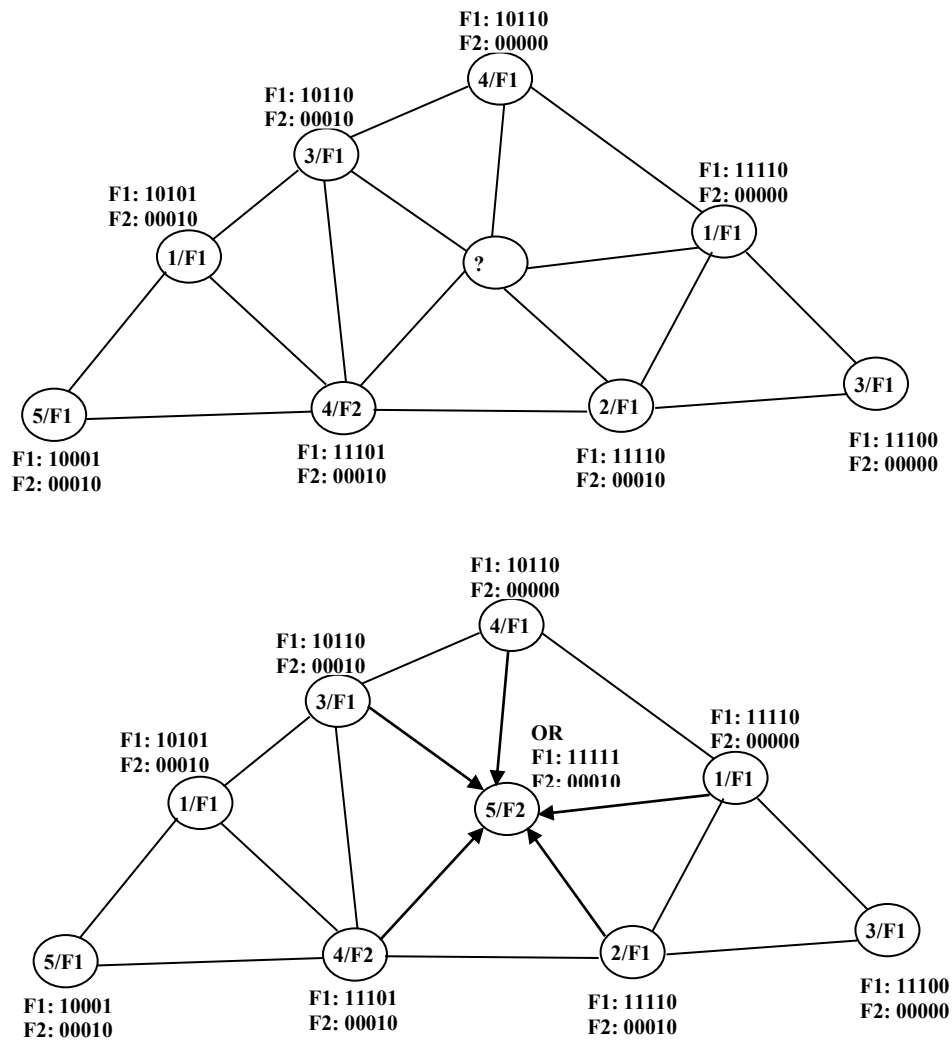 F1: 10110
F2: 00000
4/F1
F1: 10110
F2: 00010
3/F1
F1: 11110
F2: 00000
1/F1
F1: 10101
F2: 00010
1/F1
?
3/F1
5/F1
4/F2
2/F1
F1: 10001
F2: 00010
F1: 11101
F2: 00010
F1: 11110
F2: 00010
F1: 11100
F2: 00000
F1: 10110
F2: 00000
4/F1
F1: 10110
F2: 00010
3/F1
OR
F1: 11111
F2: 00010
5/F2
F1: 11110
F2: 00000
1/F1
F1: 10101
F2: 00010
1/F1
3/F1
5/F1
4/F2
2/F1
F1: 10001
F2: 00010
F1: 11101
F2: 00010
F1: 11110
F2: 00010
F1: 11100
F2: 00000